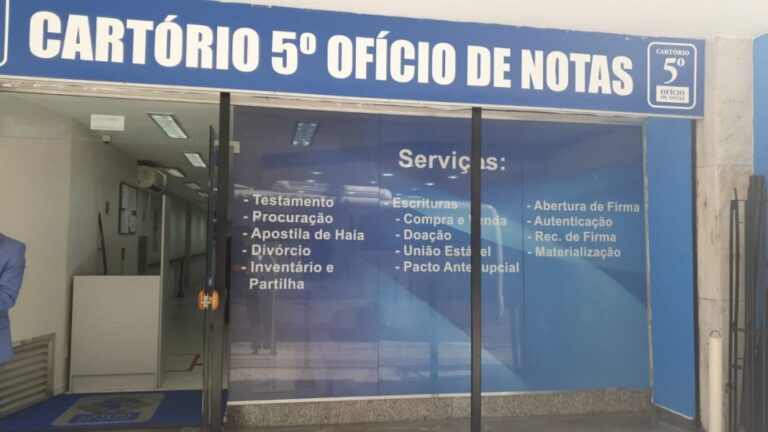 CARTÓRIO 5º OFÍCIO DE NOTAS
CARTÓRIO
5º
OFÍCIO
DE NOTAS
Serviços:
- Testamento
- Procuração
- Apostila de Haia
- Divórcio
- Inventário e
Partilha
- Escrituras
- Compra e Venda
- Doação
- União Estável
- Pacto Antenupcial
- Abertura de Firma
- Autenticação
- Rec. de Firma
- Materialização